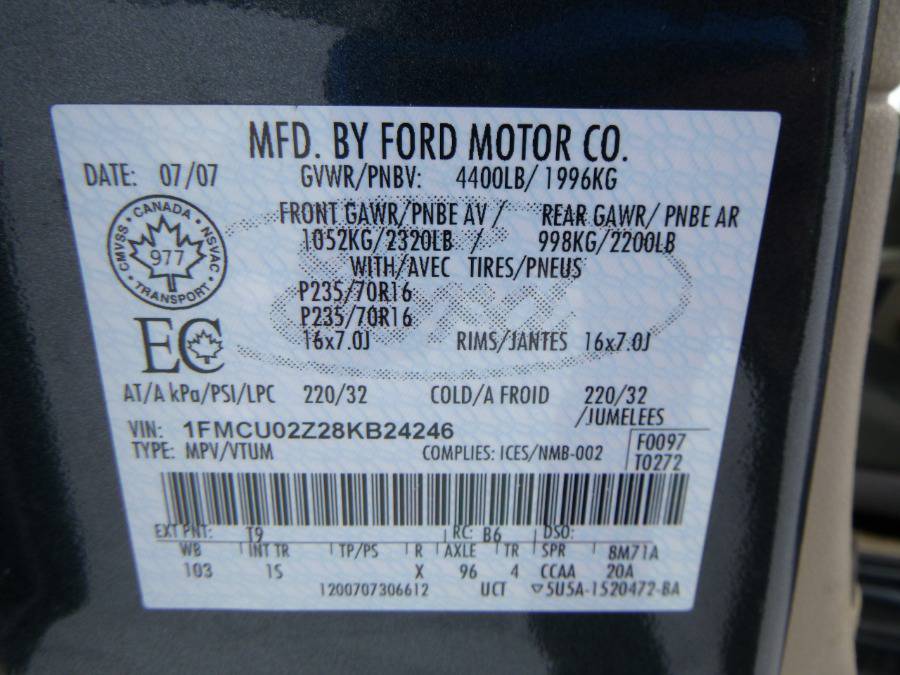 MFD. BY FORD MOTOR CO.
DATE: 07/07 GVWR/PNBV: 4400LB/ 1996KG
FRONT GAWR/PNBE AV / REAR GAWR/ PNBE AR
1052KG/2320LB / 998KG/2200LB
WITH/AVEC TIRES/PNEUS
CANADA
CMVSS NSVAC
977
TRANSPORT
P235/70R16
P235/70R16
16x7.0J RIMS/JANTES 16x7.0J
EC
AT/A kPa/PSI/LPC 220/32 COLD/A FROID 220/32
/JUMELEES
VIN: 1FMCU02Z28KB24246
TYPE: MPV/VTUM COMPLIES: ICES/NMB-002
F0097
T0272
EXT PNT: T9 RC: B6 DSO:
WB INT TR TP/PS R AXLE TR SPR 8M71A
103 1S X 96 4 CCAA 20A
1200707306612 UCT 5U5A-1520472-BA